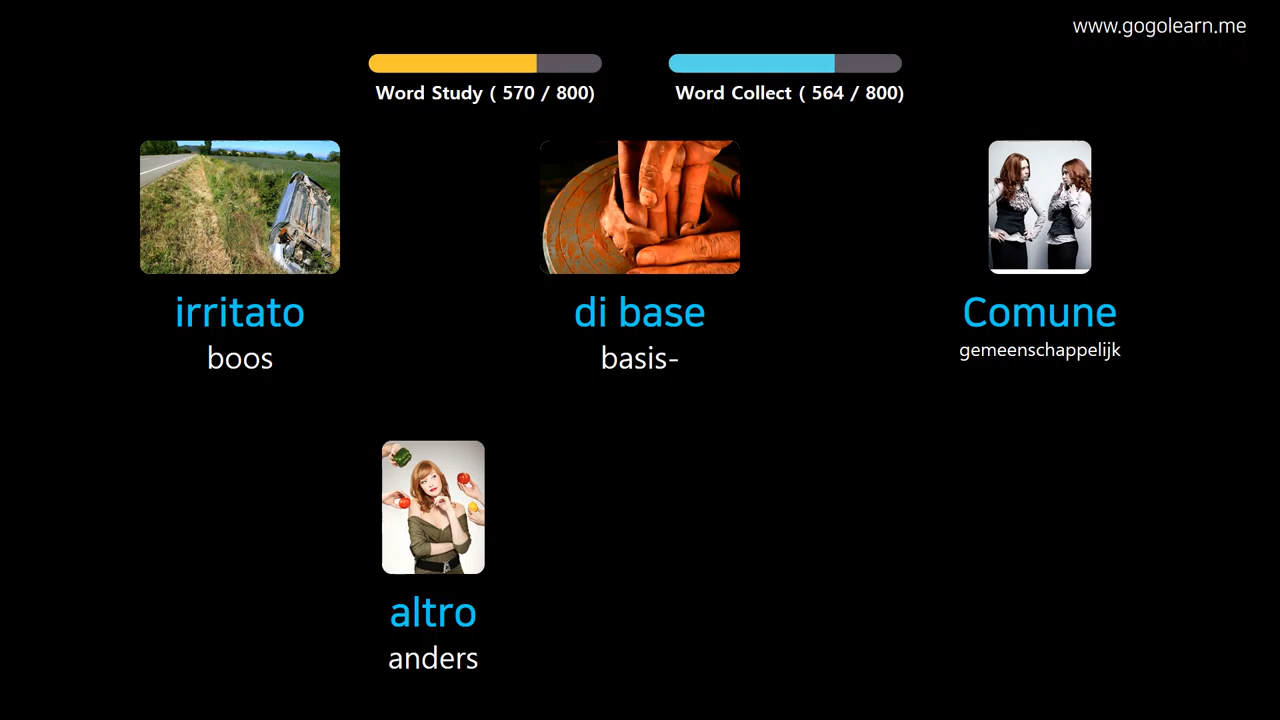 www.gogolearn.me
Word Study ( 570 / 800)
Word Collect ( 564 / 800)
irritato
boos
di base
basis-
Comune
gemeenschappelijk
altro
anders